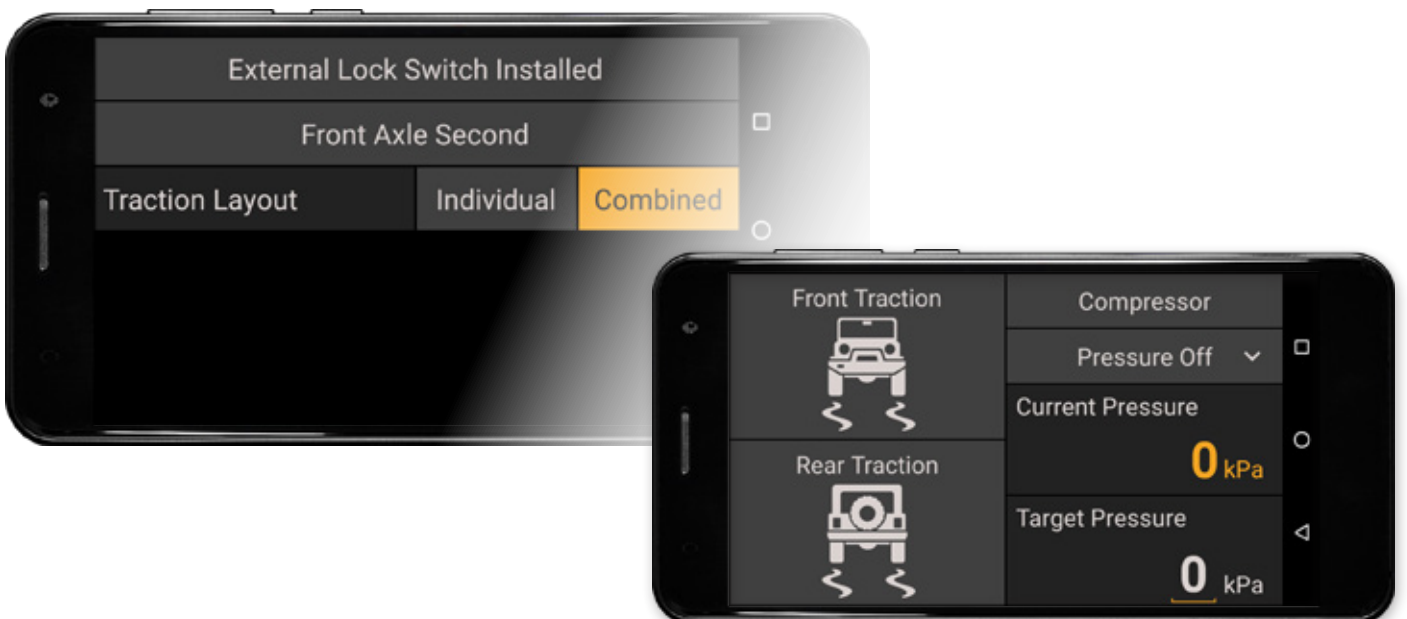 External Lock Switch Installed
Front Axle Second
Traction Layout Individual Combined
Front Traction
Rear Traction
Compressor
Pressure Off
Current Pressure
0 kPa
Target Pressure
0 kPa